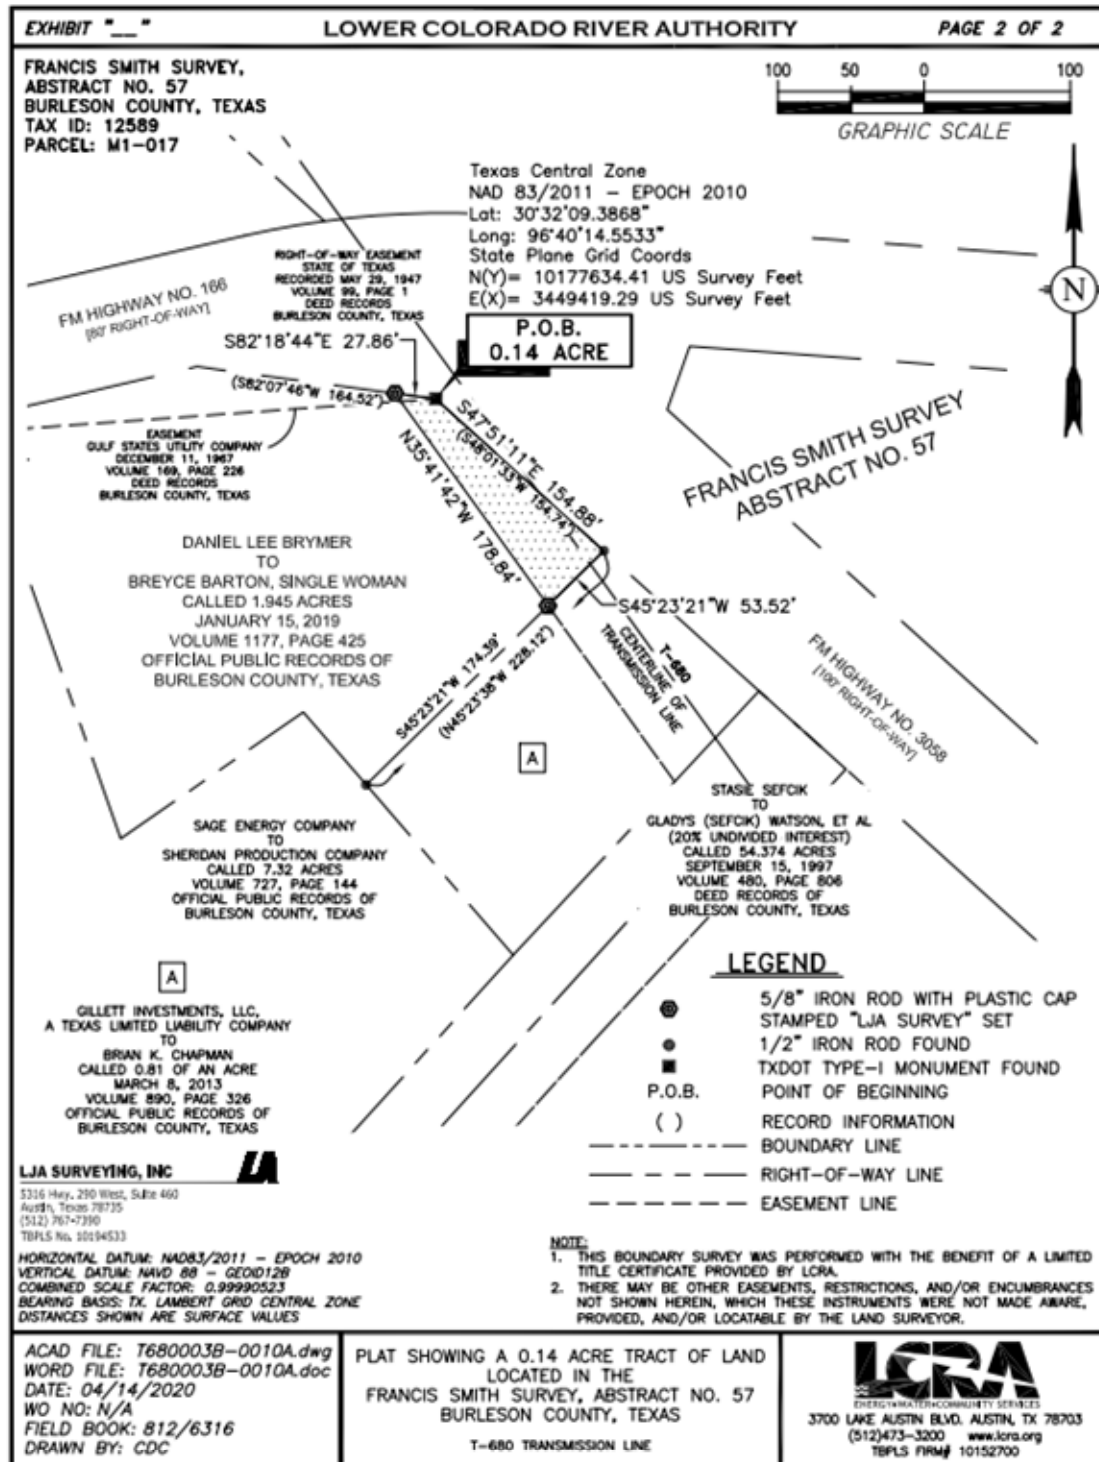 EXHIBIT "__"
LOWER COLORADO RIVER AUTHORITY
PAGE 2 OF 2
FRANCIS SMITH SURVEY,
ABSTRACT NO. 57
BURLESON COUNTY, TEXAS
TAX ID: 12589
PARCEL: M1-017
100 50 0 100
GRAPHIC SCALE
Texas Central Zone
NAD 83/2011 - EPOCH 2010
Lat: 30°32'09.3868"
Long: 96°40'14.5533"
State Plane Grid Coords
N(Y)= 10177634.41 US Survey Feet
E(X)= 3449419.29 US Survey Feet
N
RIGHT-OF-WAY EASEMENT
STATE OF TEXAS
RECORDED MAY 29, 1947
VOLUME 99, PAGE 1
DEED RECORDS
BURLESON COUNTY, TEXAS
FM HIGHWAY NO. 166
[80' RIGHT-OF-WAY]
P.O.B.
0.14 ACRE
S82°18'44"E 27.86'
(S82°07'46"W 164.52')
S47°51'11"E 154.88'
(S48°01'33"W 154.74')
N35°41'42"W 178.84'
FRANCIS SMITH SURVEY
ABSTRACT NO. 57
EASEMENT
GULF STATES UTILITY COMPANY
DECEMBER 11, 1967
VOLUME 169, PAGE 226
DEED RECORDS
BURLESON COUNTY, TEXAS
DANIEL LEE BRYMER
TO
BREYCE BARTON, SINGLE WOMAN
CALLED 1.945 ACRES
JANUARY 15, 2019
VOLUME 1177, PAGE 425
OFFICIAL PUBLIC RECORDS OF
BURLESON COUNTY, TEXAS
S45°23'21"W 53.52'
S45°23'21"W 174.39'
(N45°23'38"W 228.12')
T-680
CENTERLINE OF
TRANSMISSION LINE
FM HIGHWAY NO. 3058
[100' RIGHT-OF-WAY]
A
STASIE SEFCIK
TO
GLADYS (SEFCIK) WATSON, ET AL
(20% UNDIVIDED INTEREST)
CALLED 54.374 ACRES
SEPTEMBER 15, 1997
VOLUME 480, PAGE 806
DEED RECORDS OF
BURLESON COUNTY, TEXAS
SAGE ENERGY COMPANY
TO
SHERIDAN PRODUCTION COMPANY
CALLED 7.32 ACRES
VOLUME 727, PAGE 144
OFFICIAL PUBLIC RECORDS OF
BURLESON COUNTY, TEXAS
A
GILLETT INVESTMENTS, LLC,
A TEXAS LIMITED LIABILITY COMPANY
TO
BRIAN K. CHAPMAN
CALLED 0.81 OF AN ACRE
MARCH 8, 2013
VOLUME 890, PAGE 326
OFFICIAL PUBLIC RECORDS OF
BURLESON COUNTY, TEXAS
LEGEND
5/8" IRON ROD WITH PLASTIC CAP
STAMPED "LJA SURVEY" SET
1/2" IRON ROD FOUND
TXDOT TYPE-I MONUMENT FOUND
P.O.B. POINT OF BEGINNING
( ) RECORD INFORMATION
BOUNDARY LINE
RIGHT-OF-WAY LINE
EASEMENT LINE
LJA SURVEYING, INC
5316 Hwy. 290 West, Suite 460
Austin, Texas 78735
(512) 767-7390
TBPLS No. 10194533
HORIZONTAL DATUM: NAD83/2011 - EPOCH 2010
VERTICAL DATUM: NAVD 88 - GEOID12B
COMBINED SCALE FACTOR: 0.99990523
BEARING BASIS: TX. LAMBERT GRID CENTRAL ZONE
DISTANCES SHOWN ARE SURFACE VALUES
NOTE:
1. THIS BOUNDARY SURVEY WAS PERFORMED WITH THE BENEFIT OF A LIMITED
TITLE CERTIFICATE PROVIDED BY LCRA.
2. THERE MAY BE OTHER EASEMENTS, RESTRICTIONS, AND/OR ENCUMBRANCES
NOT SHOWN HEREIN, WHICH THESE INSTRUMENTS WERE NOT MADE AWARE,
PROVIDED, AND/OR LOCATABLE BY THE LAND SURVEYOR.
ACAD FILE: T680003B-0010A.dwg
WORD FILE: T680003B-0010A.doc
DATE: 04/14/2020
WO NO: N/A
FIELD BOOK: 812/6316
DRAWN BY: CDC
PLAT SHOWING A 0.14 ACRE TRACT OF LAND
LOCATED IN THE
FRANCIS SMITH SURVEY, ABSTRACT NO. 57
BURLESON COUNTY, TEXAS
T-680 TRANSMISSION LINE
LCRA
ENERGY•WATER•COMMUNITY SERVICES
3700 LAKE AUSTIN BLVD. AUSTIN, TX 78703
(512)473-3200 www.lcra.org
TBPLS FIRM# 10152700